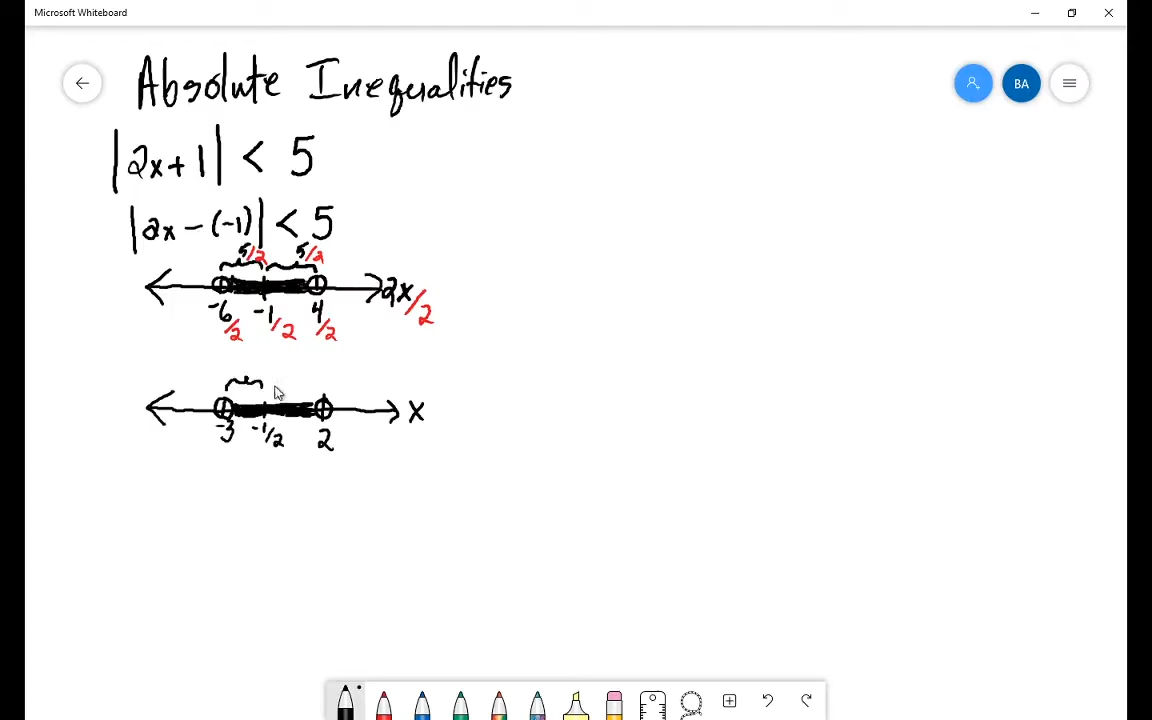 Microsoft Whiteboard
Absolute Inequalities
BA
|2x+1| < 5
|2x-(-1)| < 5
5/2 5/2
2x/2
-6/2 -1/2 4/2
x
-3 -1/2 2